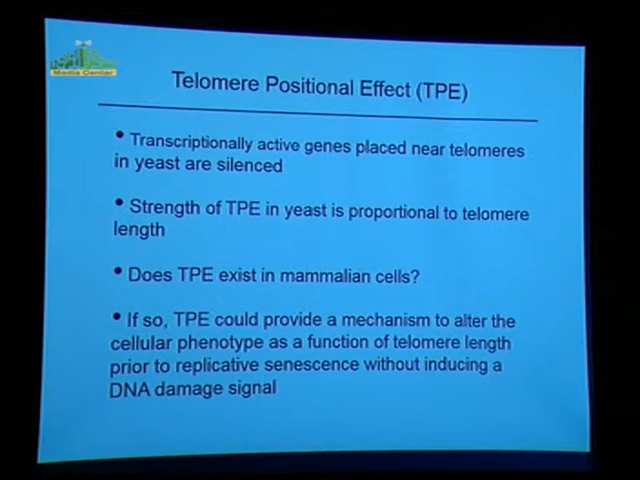 Media Center
Telomere Positional Effect (TPE)
• Transcriptionally active genes placed near telomeres
in yeast are silenced
• Strength of TPE in yeast is proportional to telomere
length
• Does TPE exist in mammalian cells?
• If so, TPE could provide a mechanism to alter the
cellular phenotype as a function of telomere length
prior to replicative senescence without inducing a
DNA damage signal